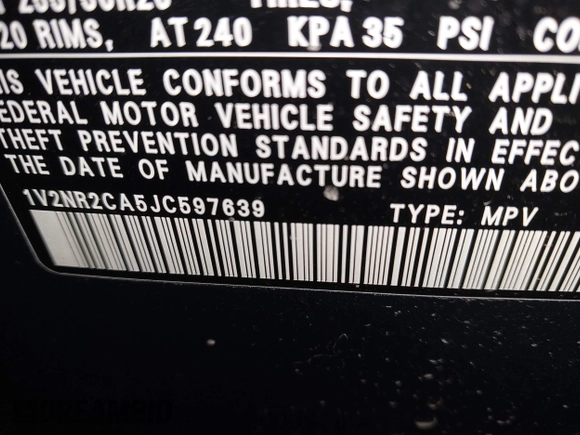 20 RIMS, AT 240 KPA 35 PSI CO
IS VEHICLE CONFORMS TO ALL APPLI
EDERAL MOTOR VEHICLE SAFETY AND
THEFT PREVENTION STANDARDS IN EFFEC
THE DATE OF MANUFACTURE SHOWN ABO
1V2NR2CA5JC597639 TYPE: MPV